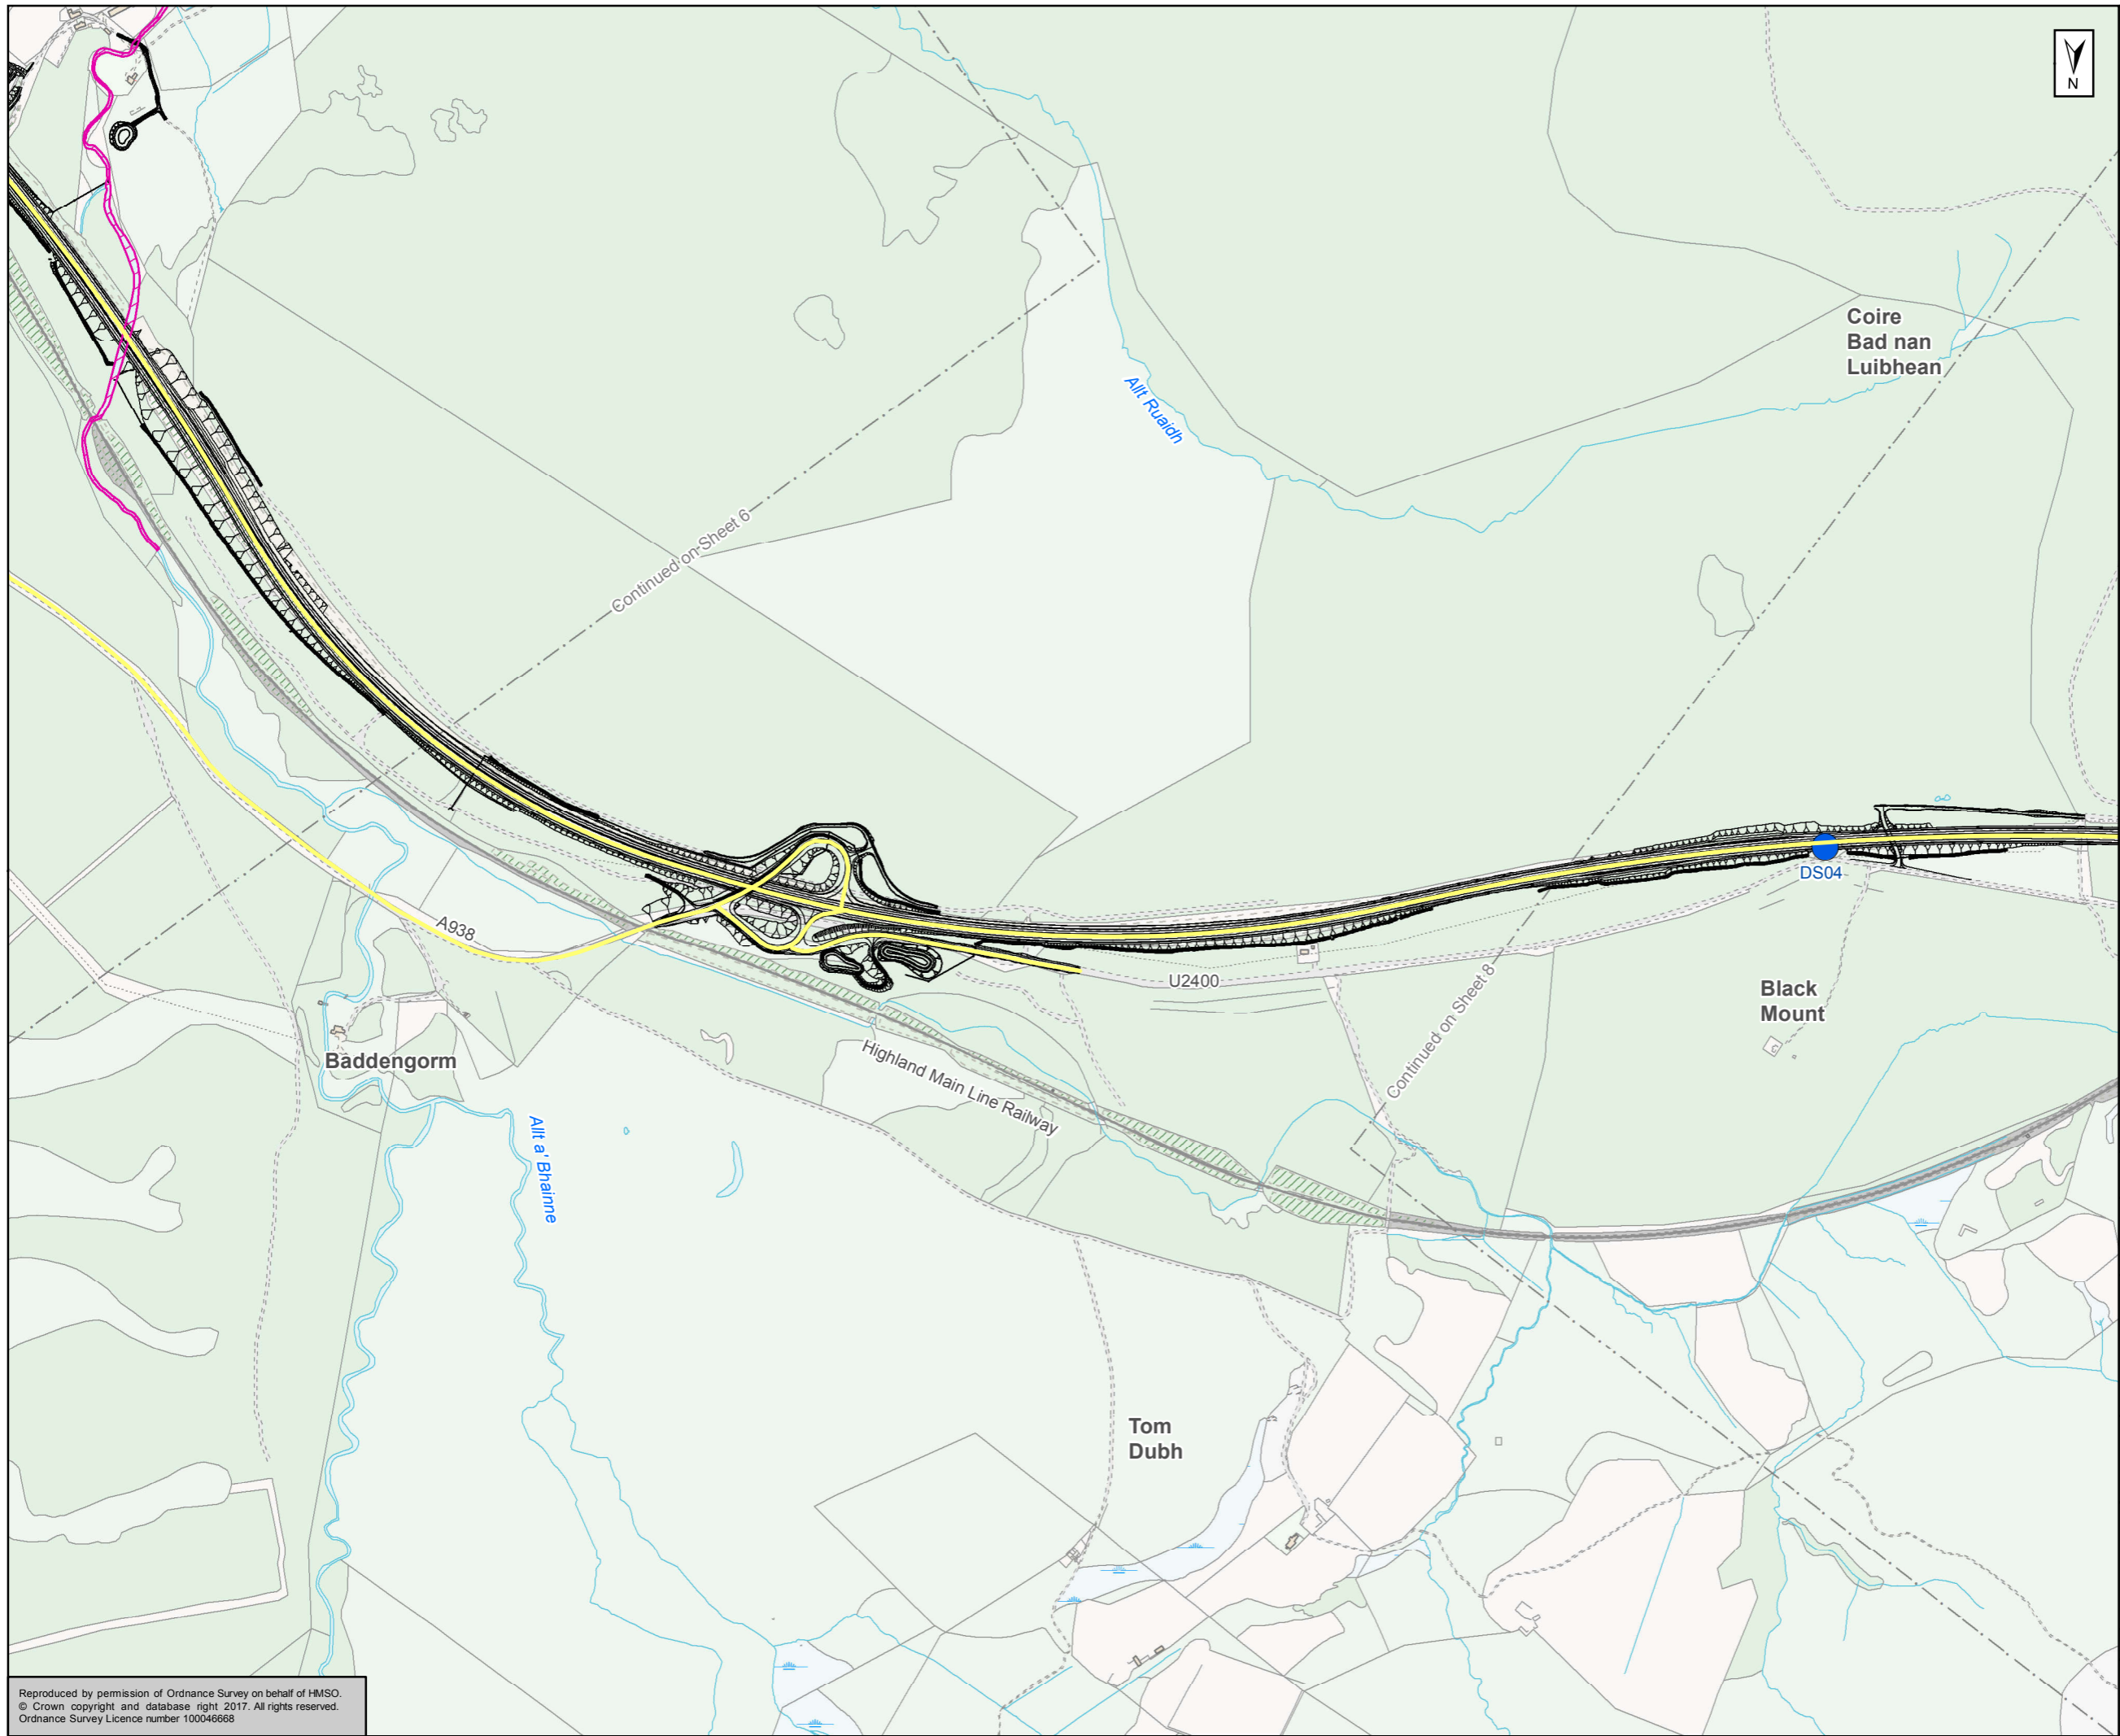 N
Coire
Bad nan
Luibhean
Allt Ruaidh
Continued on Sheet 6
DS04
A938
U2400
Black
Mount
Continued on Sheet 8
Highland Main Line Railway
Baddengorm
Allt a' Bhainne
Tom
Dubh
Reproduced by permission of Ordnance Survey on behalf of HMSO.
© Crown copyright and database right 2017. All rights reserved.
Ordnance Survey Licence number 100046668